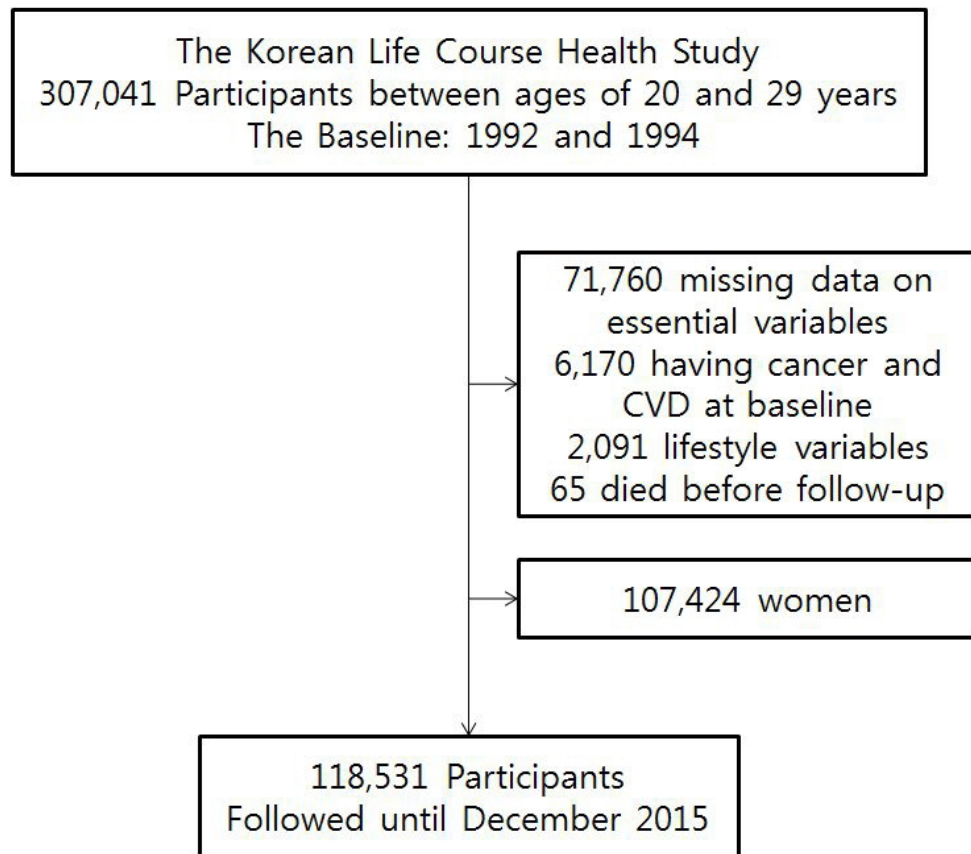 The Korean Life Course Health Study
307,041 Participants between ages of 20 and 29 years
The Baseline: 1992 and 1994
71,760 missing data on
essential variables
6,170 having cancer and
CVD at baseline
2,091 lifestyle variables
65 died before follow-up
107,424 women
118,531 Participants
Followed until December 2015